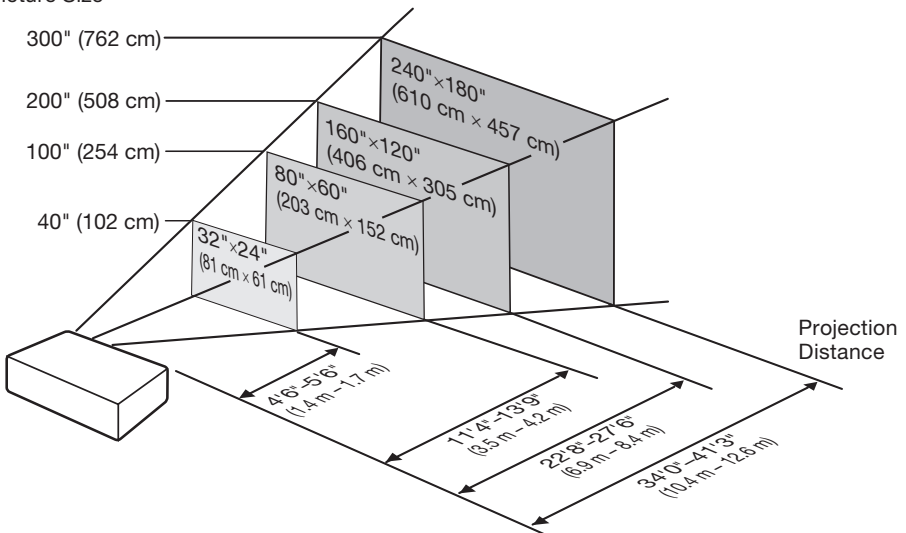 300" (762 cm)
200" (508 cm)
100" (254 cm)
40" (102 cm)
240"×180"
(610 cm × 457 cm)
160"×120"
(406 cm × 305 cm)
80"×60"
(203 cm × 152 cm)
32"×24"
(81 cm × 61 cm)
Projection
Distance
4'6"–5'6"
(1.4 m – 1.7 m)
11'4"–13'9"
(3.5 m – 4.2 m)
22'8"–27'6"
(6.9 m – 8.4 m)
34'0"–41'3"
(10.4 m – 12.6 m)